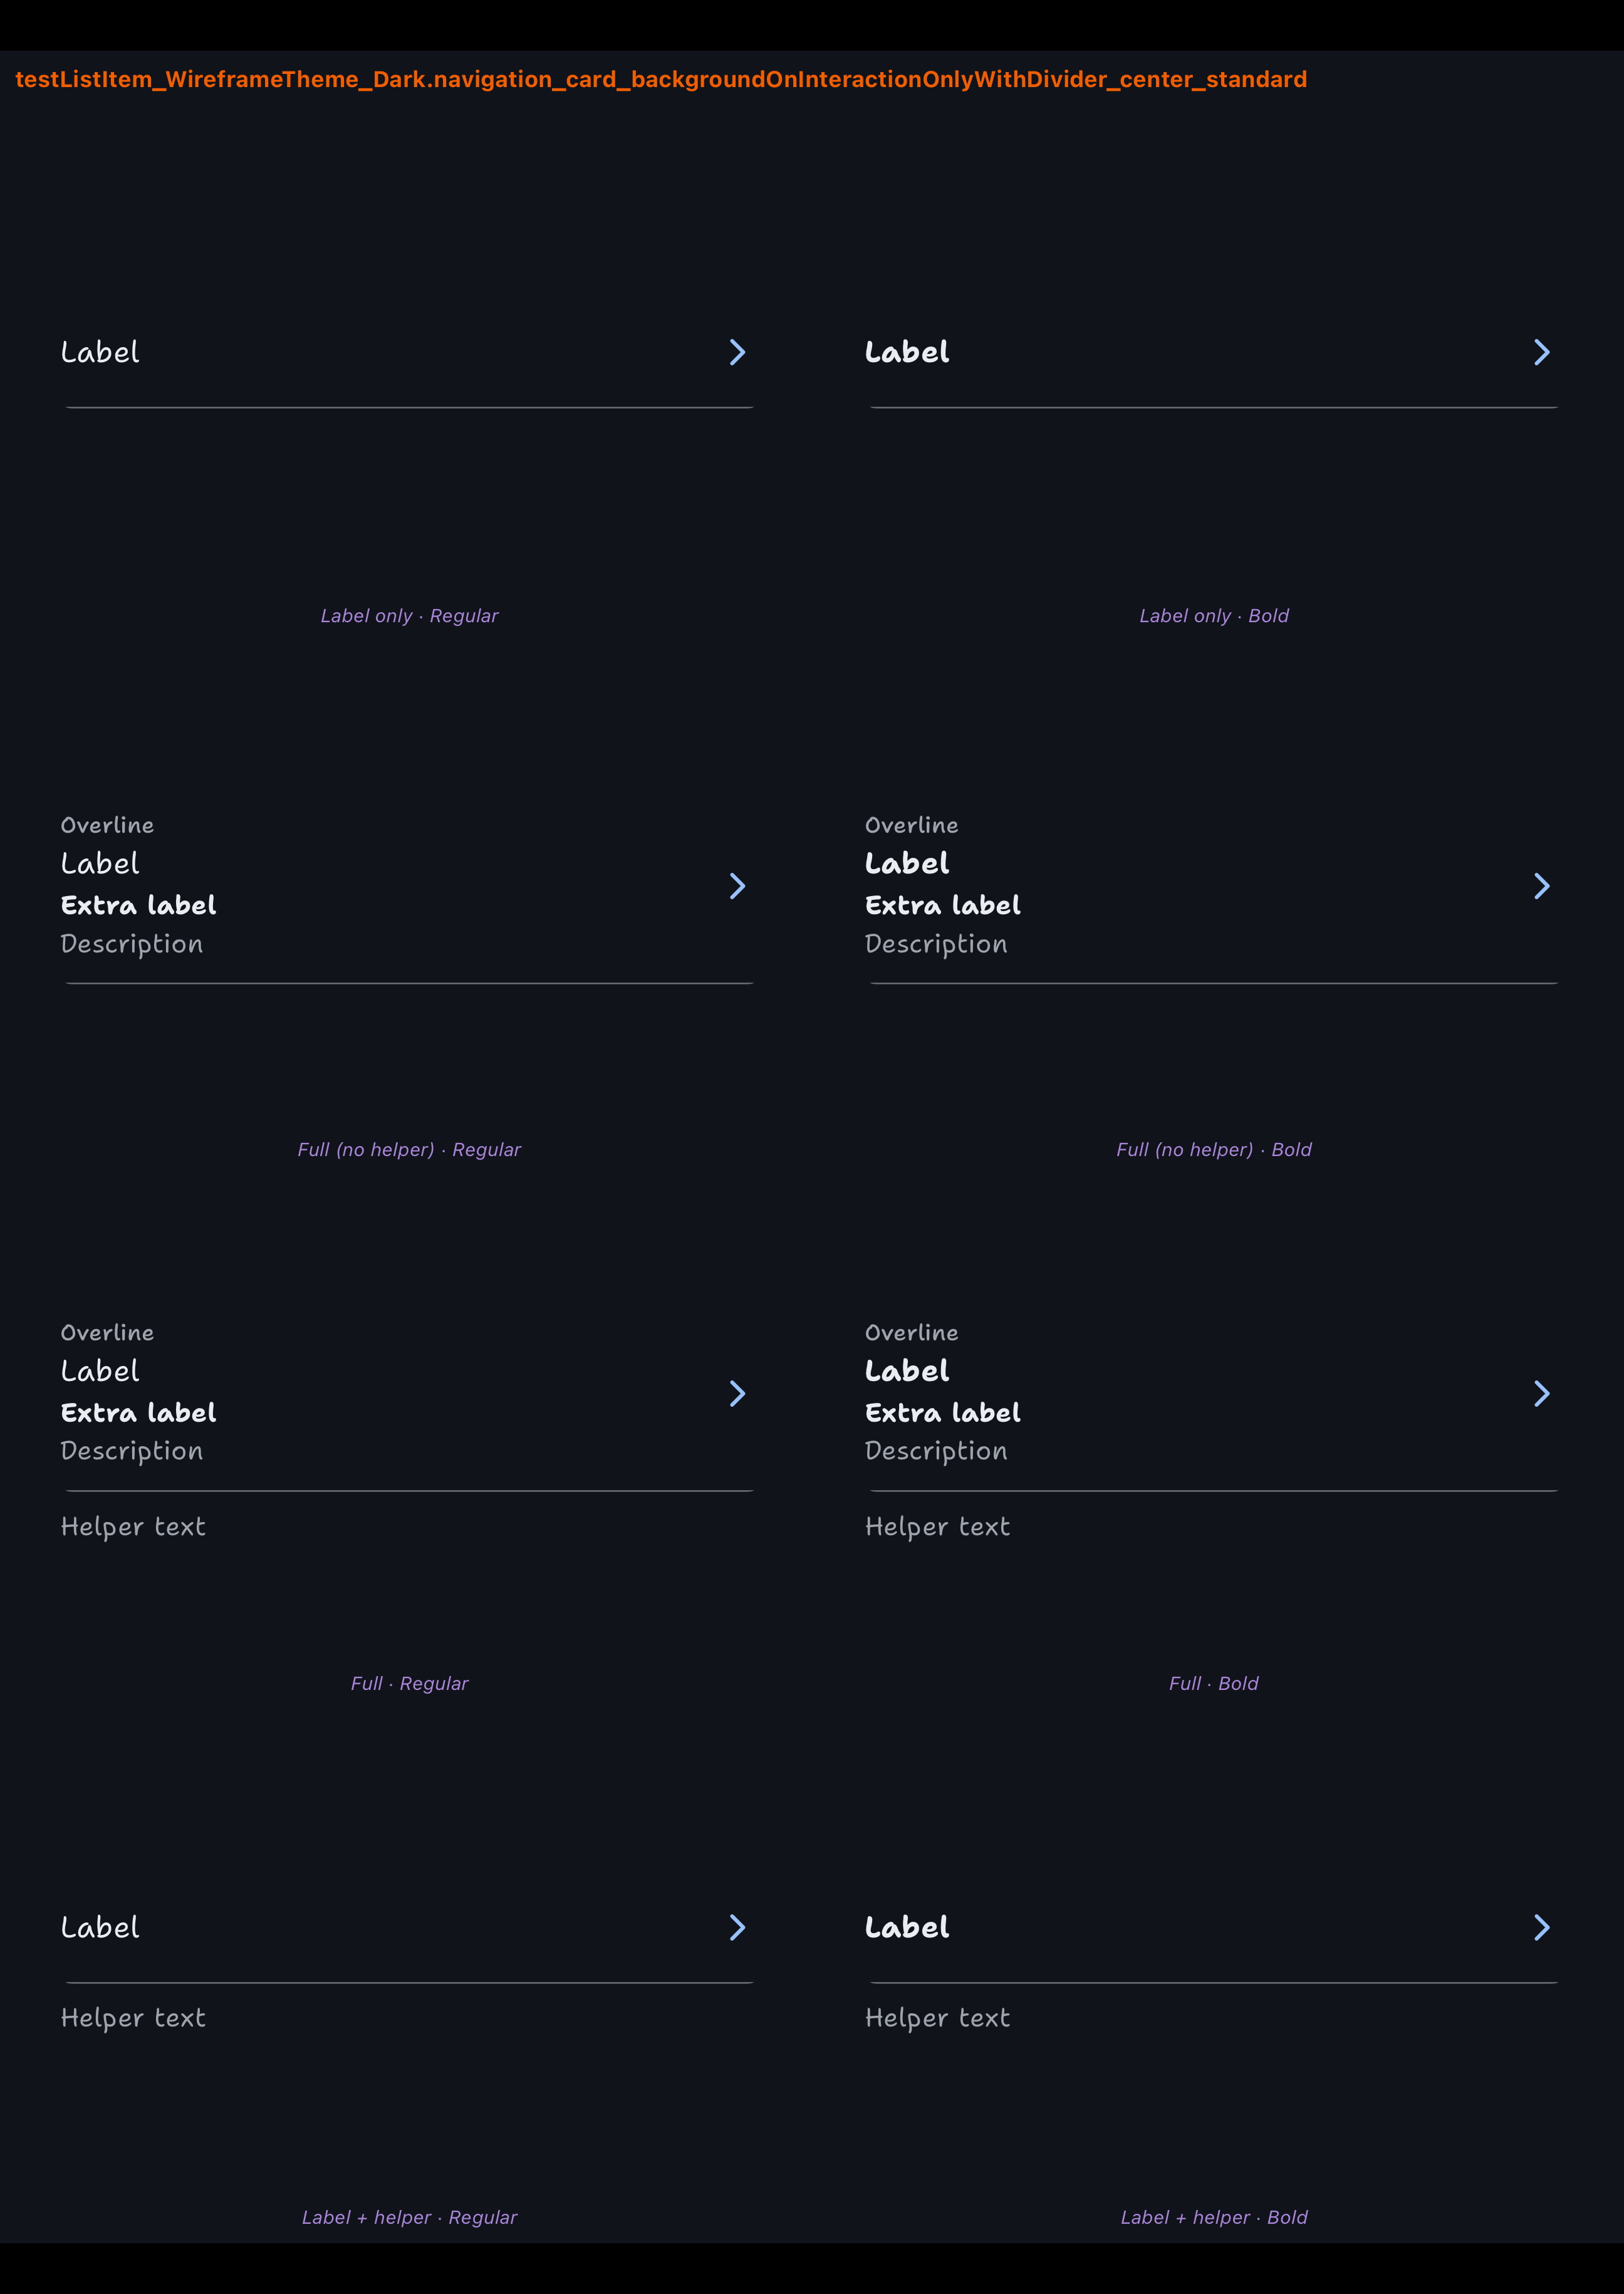 testListItem_WireframeTheme_Dark.navigation_card_backgroundOnInteractionOnlyWithDivider_center_standard
Label
Label
Label only · Regular
Label only · Bold
Overline
Label
Extra label
Description
Overline
Label
Extra label
Description
Full (no helper) · Regular
Full (no helper) · Bold
Overline
Label
Extra label
Description
Helper text
Overline
Label
Extra label
Description
Helper text
Full · Regular
Full · Bold
Label
Helper text
Label
Helper text
Label + helper · Regular
Label + helper · Bold